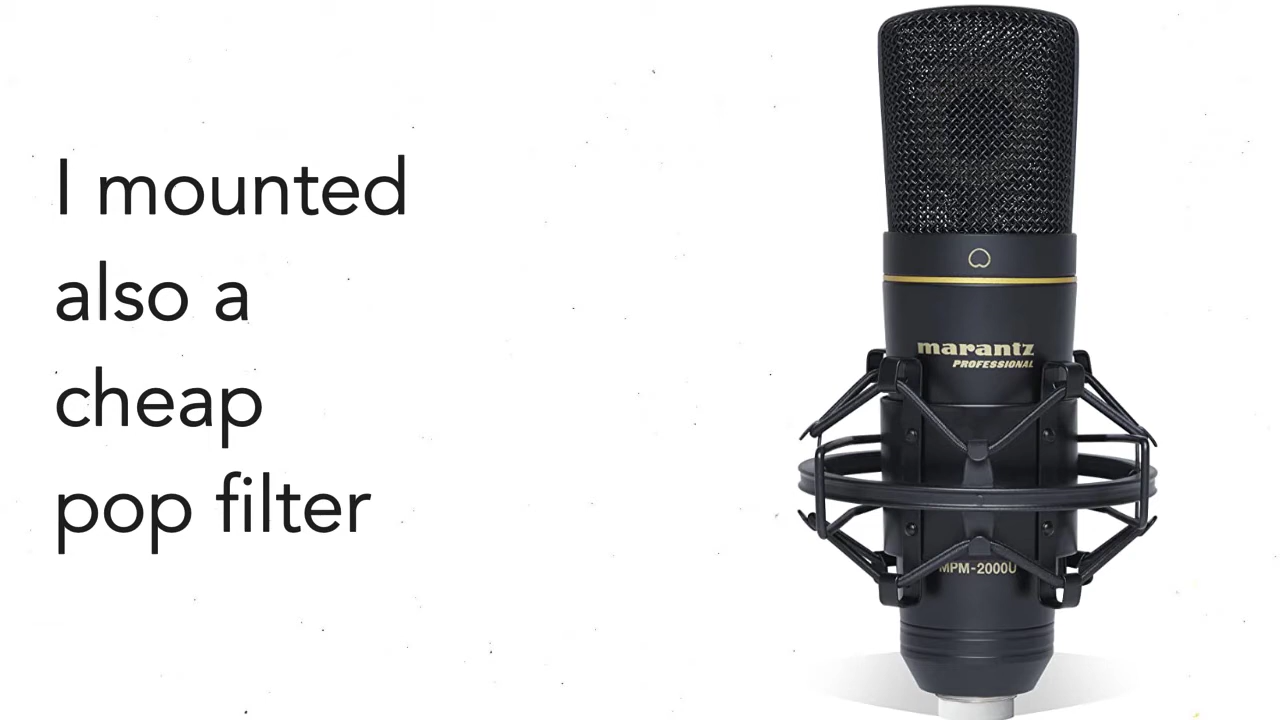 I mounted
also a
cheap
pop filter
marantz
PROFESSIONAL
MPM-2000U